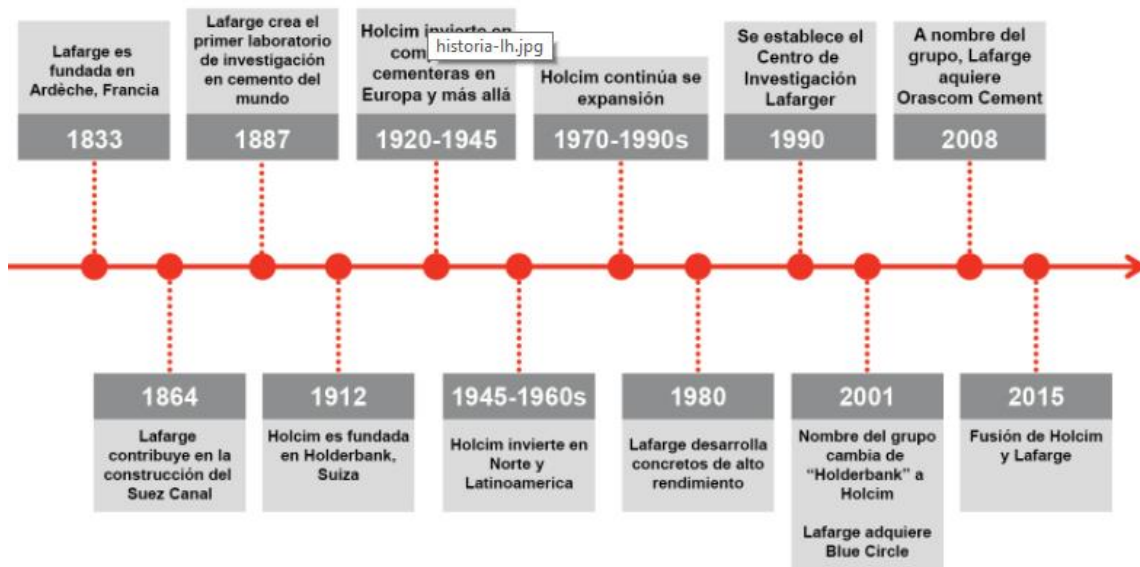 Lafarge es
fundada en
Ardèche, Francia
1833
Lafarge crea el
primer laboratorio
de investigación
en cemento del
mundo
1887
Holcim invierte en
historia-lh.jpg
cementeras en
Europa y más allá
1920-1945
Holcim continúa se
expansión
1970-1990s
Se establece el
Centro de
Investigación
Lafarger
1990
A nombre del
grupo, Lafarge
aquiere
Orascom Cement
2008
1864
Lafarge
contribuye en la
construcción del
Suez Canal
1912
Holcim es fundada
en Holderbank,
Suiza
1945-1960s
Holcim invierte en
Norte y
Latinoamerica
1980
Lafarge desarrolla
concretos de alto
rendimiento
2001
Nombre del grupo
cambia de
“Holderbank” a
Holcim
Lafarge adquiere
Blue Circle
2015
Fusión de Holcim
y Lafarge